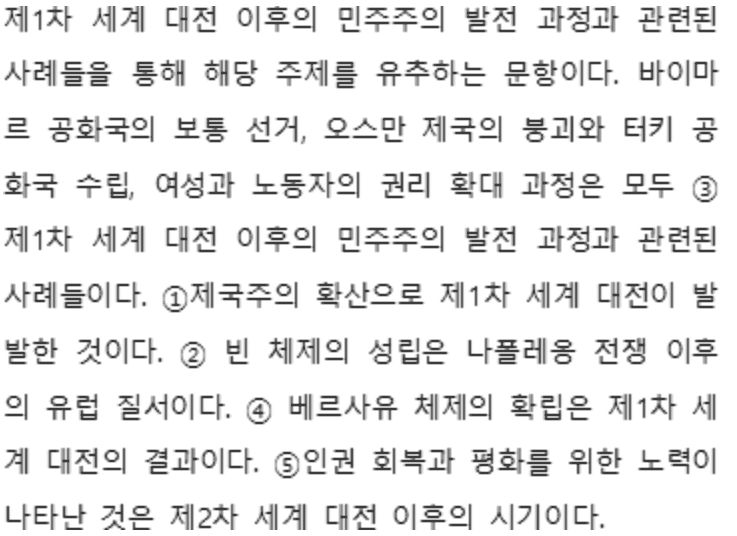 제1차 세계 대전 이후의 민주주의 발전 과정과 관련된
사례들을 통해 해당 주제를 유추하는 문항이다. 바이마
르 공화국의 보통 선거, 오스만 제국의 붕괴와 터키 공
화국 수립, 여성과 노동자의 권리 확대 과정은 모두 ③
제1차 세계 대전 이후의 민주주의 발전 과정과 관련된
사례들이다. ①제국주의 확산으로 제1차 세계 대전이 발
발한 것이다. ② 빈 체제의 성립은 나폴레옹 전쟁 이후
의 유럽 질서이다. ④ 베르사유 체제의 확립은 제1차 세
계 대전의 결과이다. ⑤인권 회복과 평화를 위한 노력이
나타난 것은 제2차 세계 대전 이후의 시기이다.